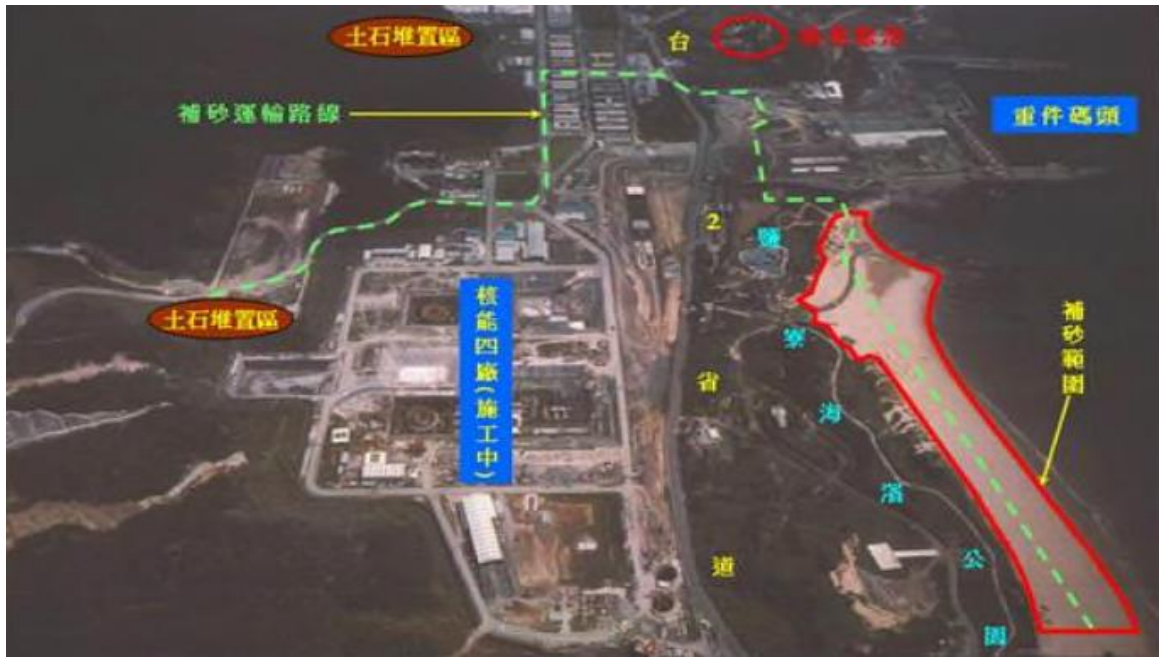 土石堆置區
補砂運輸路線
重件碼頭
土石堆置區
核能四廠(施工中)
台2省道
鹽寮海濱公園
補砂範圍